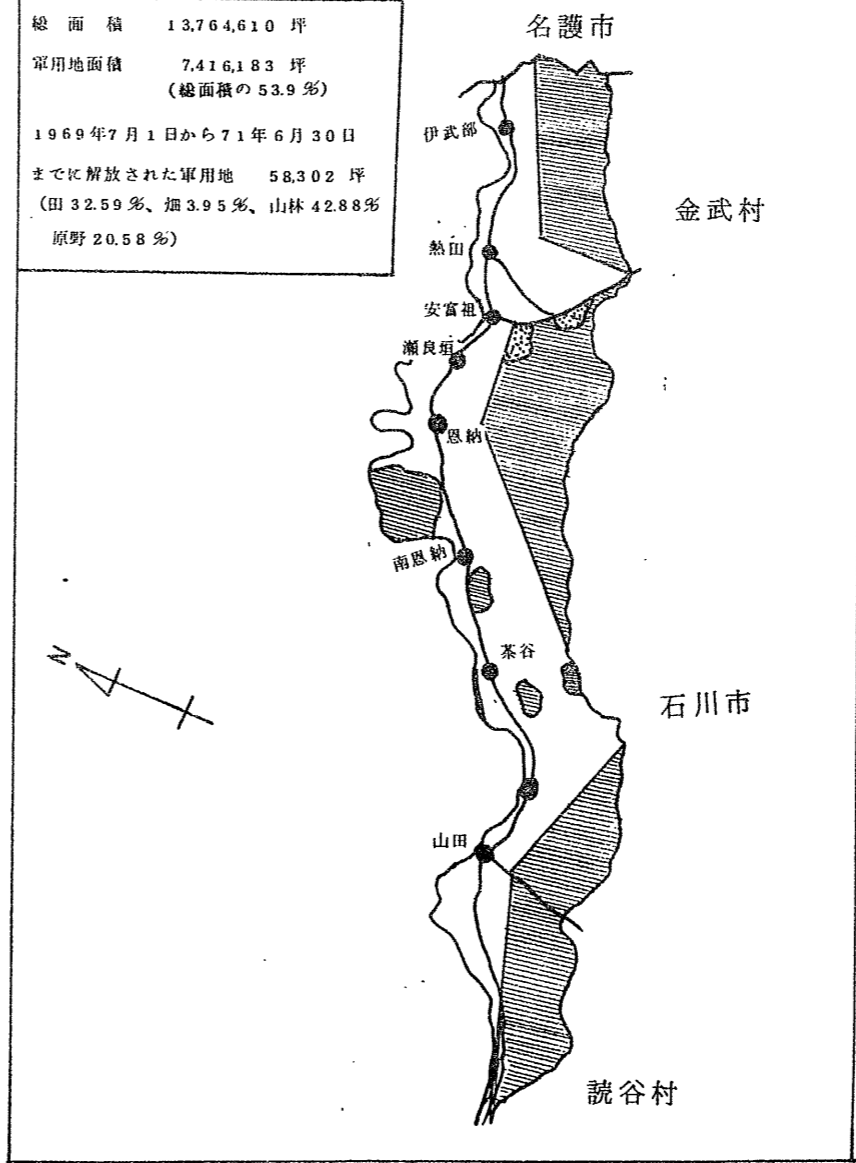 総面積 13,764,610 坪
軍用地面積 7,416,183 坪
(総面積の 53.9 %)
1969年7月1日から71年6月30日
までに解放された軍用地 58,302 坪
(田 32.59 %、畑 3.95 %、山林 42.88 %
原野 20.58 %)
名護市
伊武部
金武村
熱田
安富祖
瀬良垣
恩納
南恩納
茶谷
石川市
山田
読谷村
N